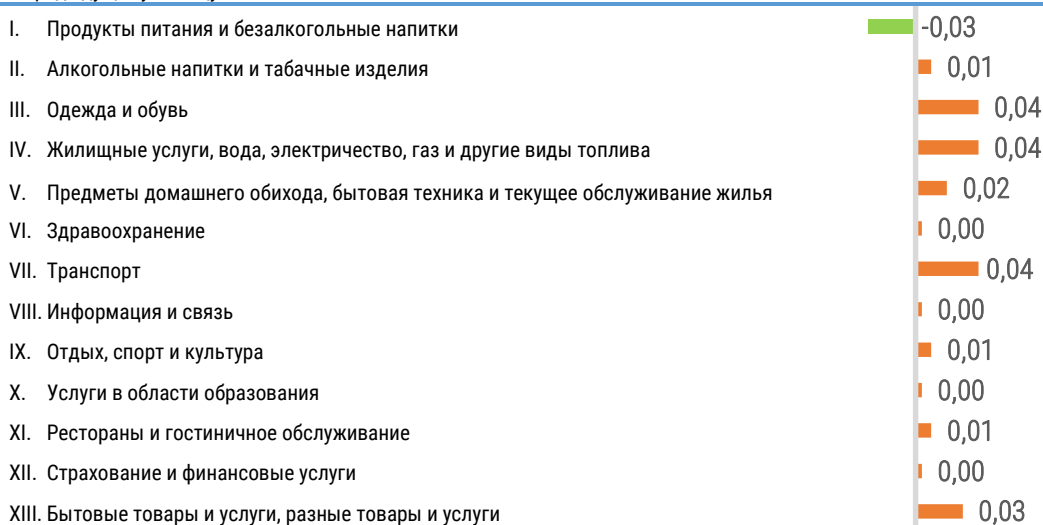 I. Продукты питания и безалкогольные напитки -0,03
II. Алкогольные напитки и табачные изделия 0,01
III. Одежда и обувь 0,04
IV. Жилищные услуги, вода, электричество, газ и другие виды топлива 0,04
V. Предметы домашнего обихода, бытовая техника и текущее обслуживание жилья 0,02
VI. Здравоохранение 0,00
VII. Транспорт 0,04
VIII. Информация и связь 0,00
IX. Отдых, спорт и культура 0,01
X. Услуги в области образования 0,00
XI. Рестораны и гостиничное обслуживание 0,01
XII. Страхование и финансовые услуги 0,00
XIII. Бытовые товары и услуги, разные товары и услуги 0,03